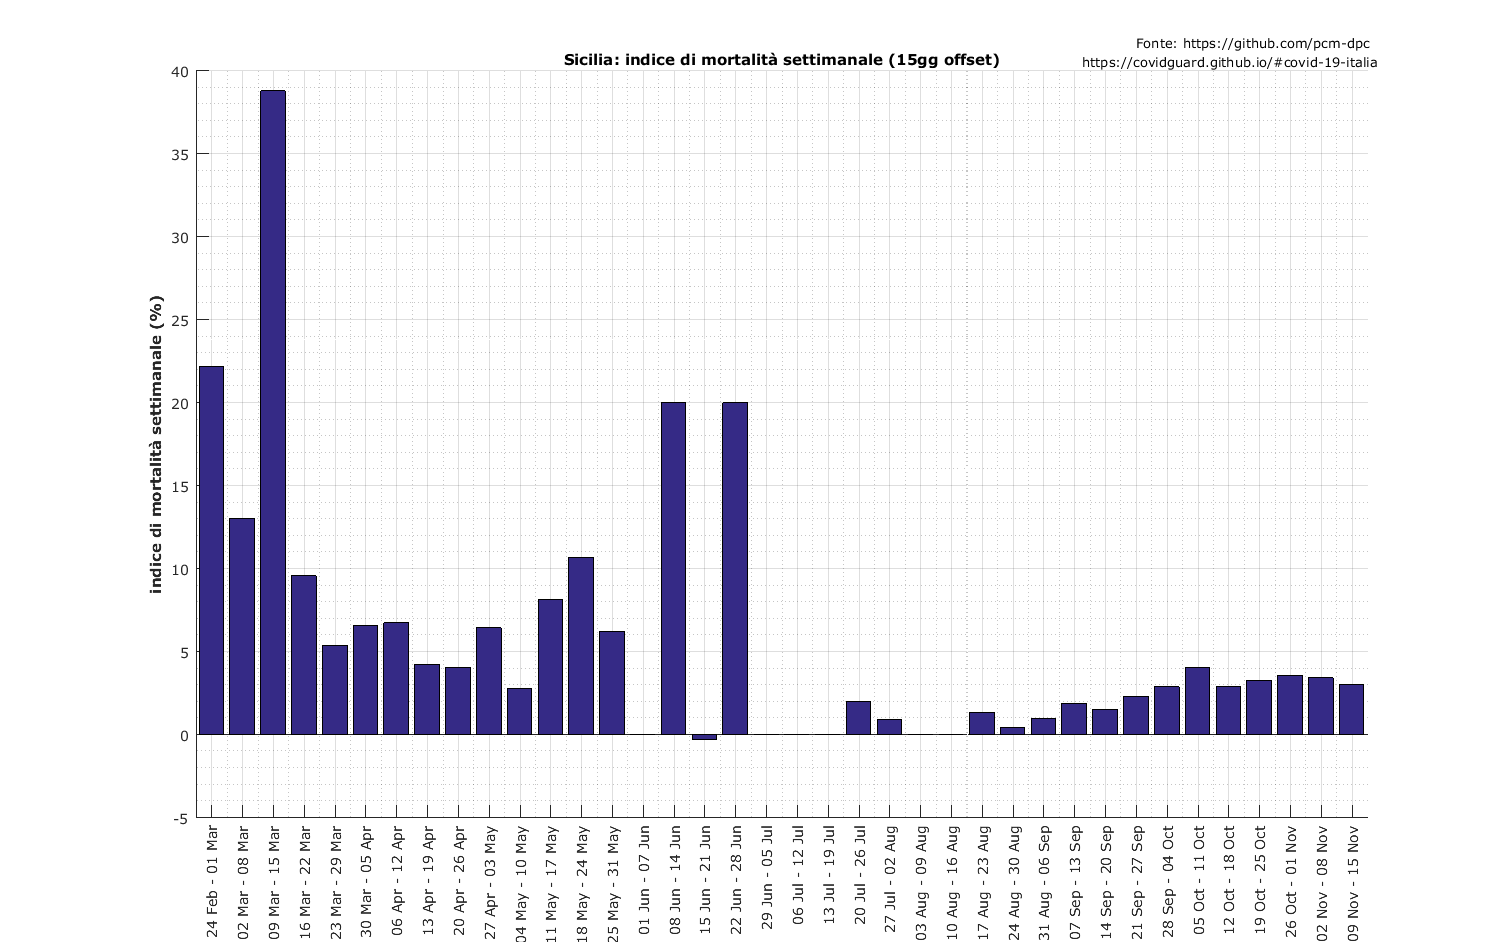 Fonte: https://github.com/pcm-dpc
https://covidguard.github.io/#covid-19-italia
Sicilia: indice di mortalità settimanale (15gg offset)
indice di mortalità settimanale (%)
40
35
30
25
20
15
10
5
0
-5
24 Feb - 01 Mar
02 Mar - 08 Mar
09 Mar - 15 Mar
16 Mar - 22 Mar
23 Mar - 29 Mar
30 Mar - 05 Apr
06 Apr - 12 Apr
13 Apr - 19 Apr
20 Apr - 26 Apr
27 Apr - 03 May
04 May - 10 May
11 May - 17 May
18 May - 24 May
25 May - 31 May
01 Jun - 07 Jun
08 Jun - 14 Jun
15 Jun - 21 Jun
22 Jun - 28 Jun
29 Jun - 05 Jul
06 Jul - 12 Jul
13 Jul - 19 Jul
20 Jul - 26 Jul
27 Jul - 02 Aug
03 Aug - 09 Aug
10 Aug - 16 Aug
17 Aug - 23 Aug
24 Aug - 30 Aug
31 Aug - 06 Sep
07 Sep - 13 Sep
14 Sep - 20 Sep
21 Sep - 27 Sep
28 Sep - 04 Oct
05 Oct - 11 Oct
12 Oct - 18 Oct
19 Oct - 25 Oct
26 Oct - 01 Nov
02 Nov - 08 Nov
09 Nov - 15 Nov